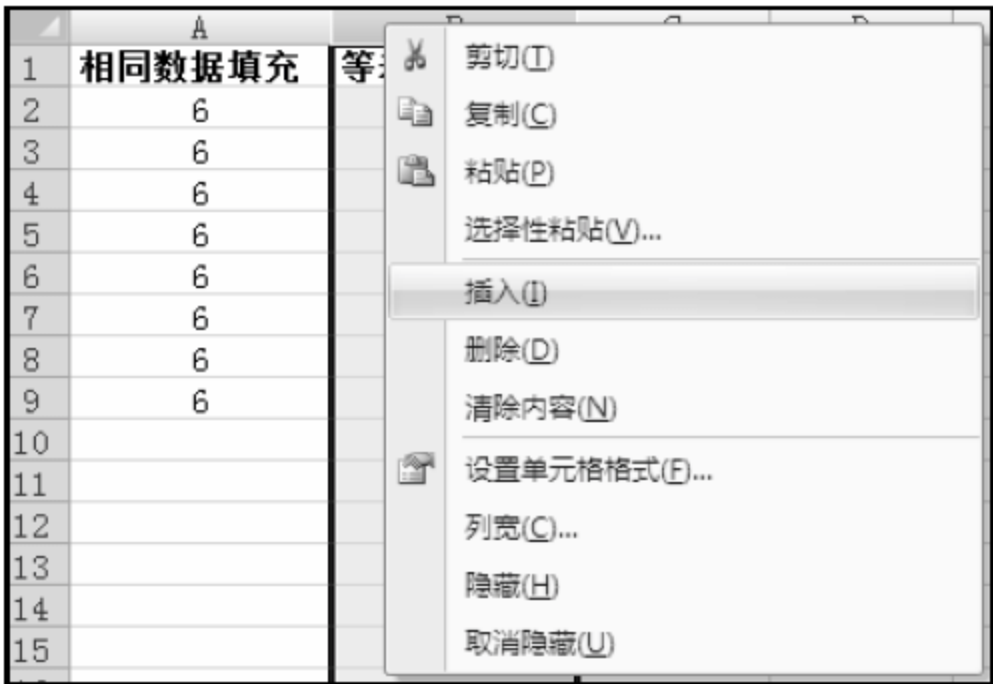 A
1 相同数据填充 等
2 6
3 6
4 6
5 6
6 6
7 6
8 6
9 6
10
11
12
13
14
15
剪切(T)
复制(C)
粘贴(P)
选择性粘贴(V)...
插入(I)
删除(D)
清除内容(N)
设置单元格格式(F)...
列宽(C)...
隐藏(H)
取消隐藏(U)